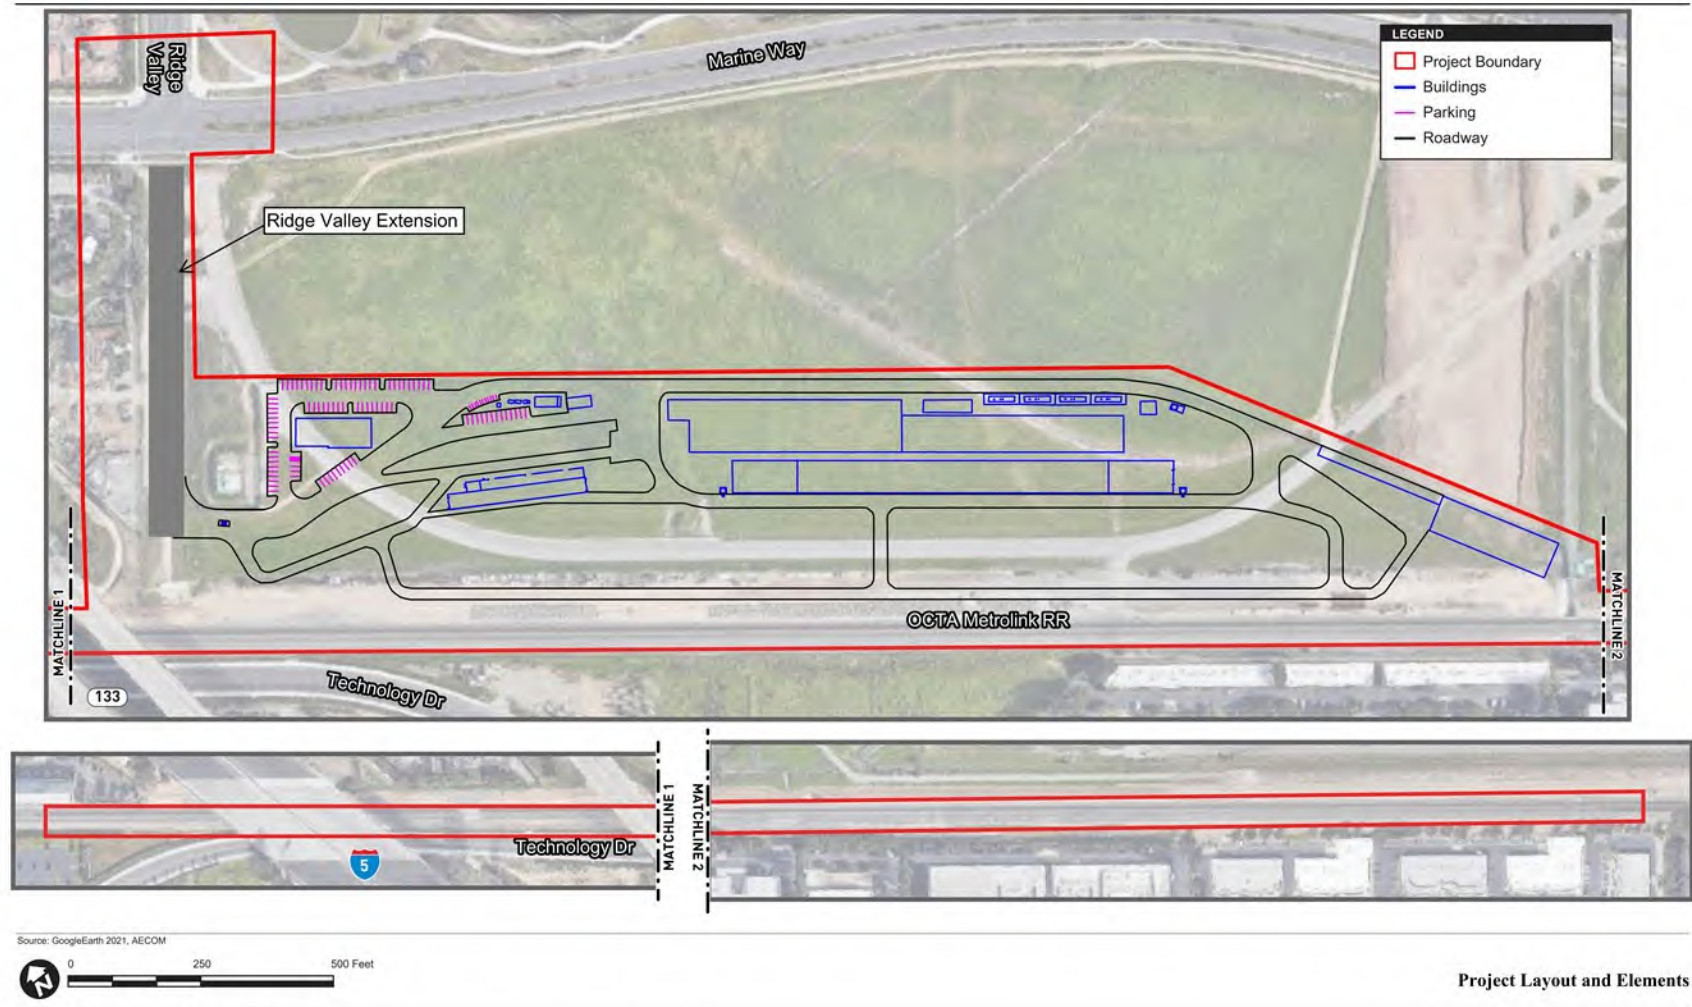 Ridge
Valley
Marine Way
LEGEND
Project Boundary
Buildings
Parking
Roadway
Ridge Valley Extension
OCTA Metrolink RR
MATCHLINE 1
MATCHLINE 2
133
Technology Dr
MATCHLINE 1
MATCHLINE 2
Technology Dr
5
Source: GoogleEarth 2021, AECOM
N
0 250 500 Feet
Project Layout and Elements